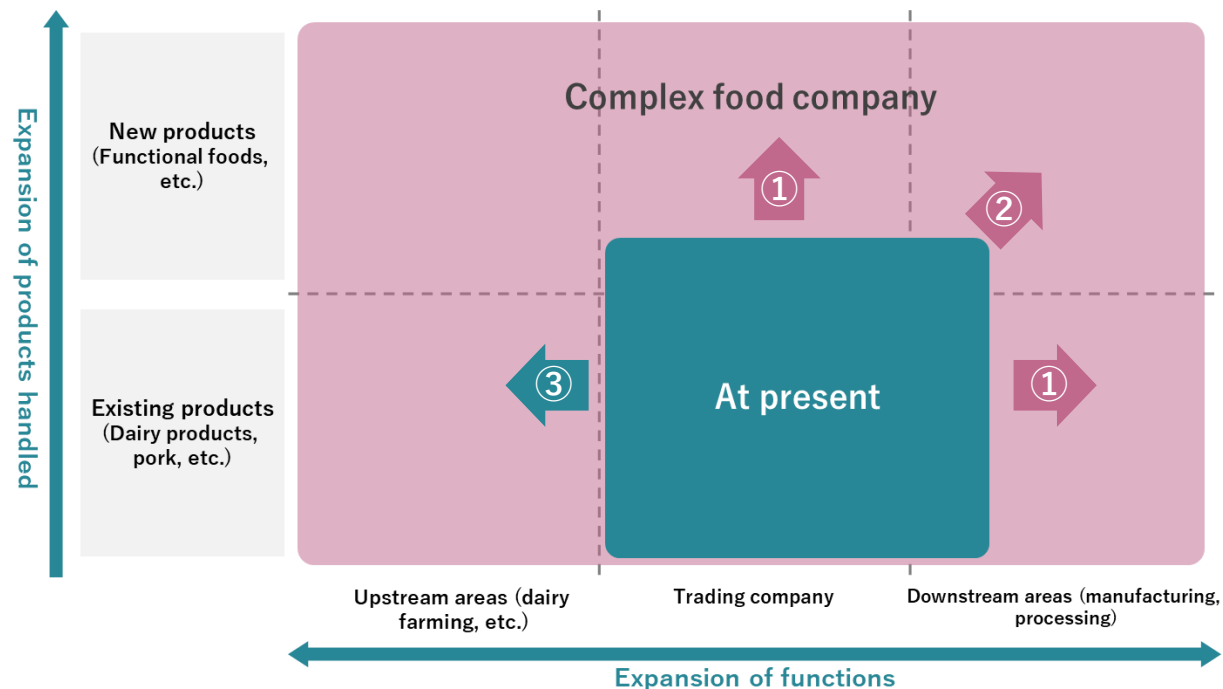 Expansion of products handled
New products
(Functional foods,
etc.)
Existing products
(Dairy products,
pork, etc.)
Complex food company
①
②
③
At present
①
Upstream areas (dairy
farming, etc.)
Trading company
Downstream areas (manufacturing,
processing)
Expansion of functions